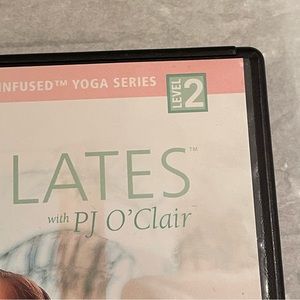 INFUSED™ YOGA SERIES
LEVEL 2
LATES™
with PJ O'Clair